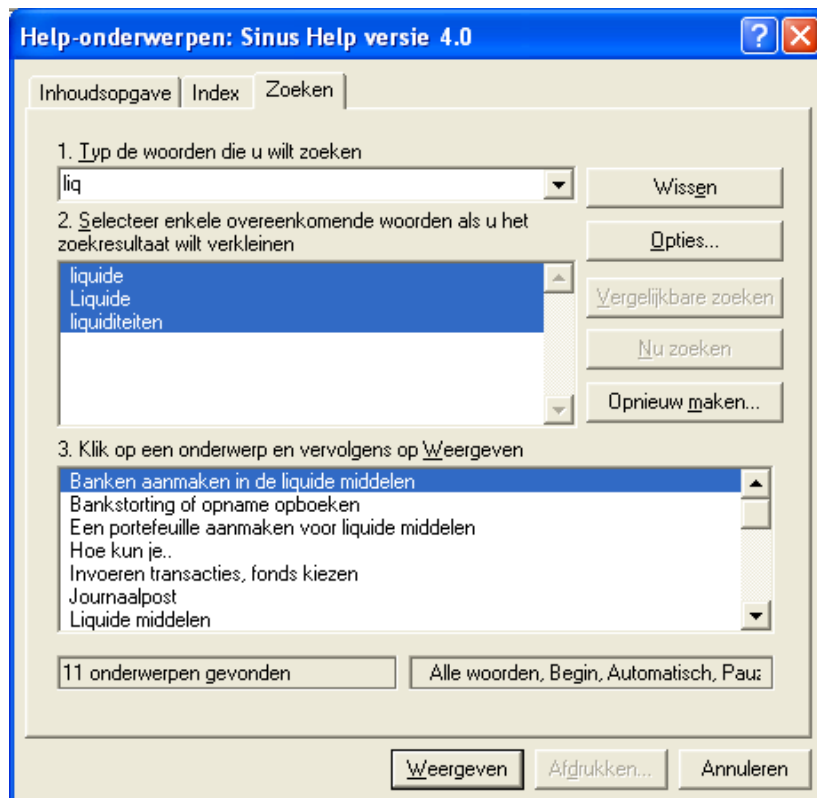 Help-onderwerpen: Sinus Help versie 4.0
Inhoudsopgave Index Zoeken
1. Typ de woorden die u wilt zoeken
liq
Wissen
2. Selecteer enkele overeenkomende woorden als u het
zoekresultaat wilt verkleinen
Opties...
liquide
Liquide
liquiditeiten
Vergelijkbare zoeken
Nu zoeken
Opnieuw maken...
3. Klik op een onderwerp en vervolgens op Weergeven
Banken aanmaken in de liquide middelen
Bankstorting of opname opboeken
Een portefeuille aanmaken voor liquide middelen
Hoe kun je..
Invoeren transacties, fonds kiezen
Journaalpost
Liquide middelen
11 onderwerpen gevonden
Alle woorden, Begin, Automatisch, Pauz
Weergeven Afdrukken... Annuleren